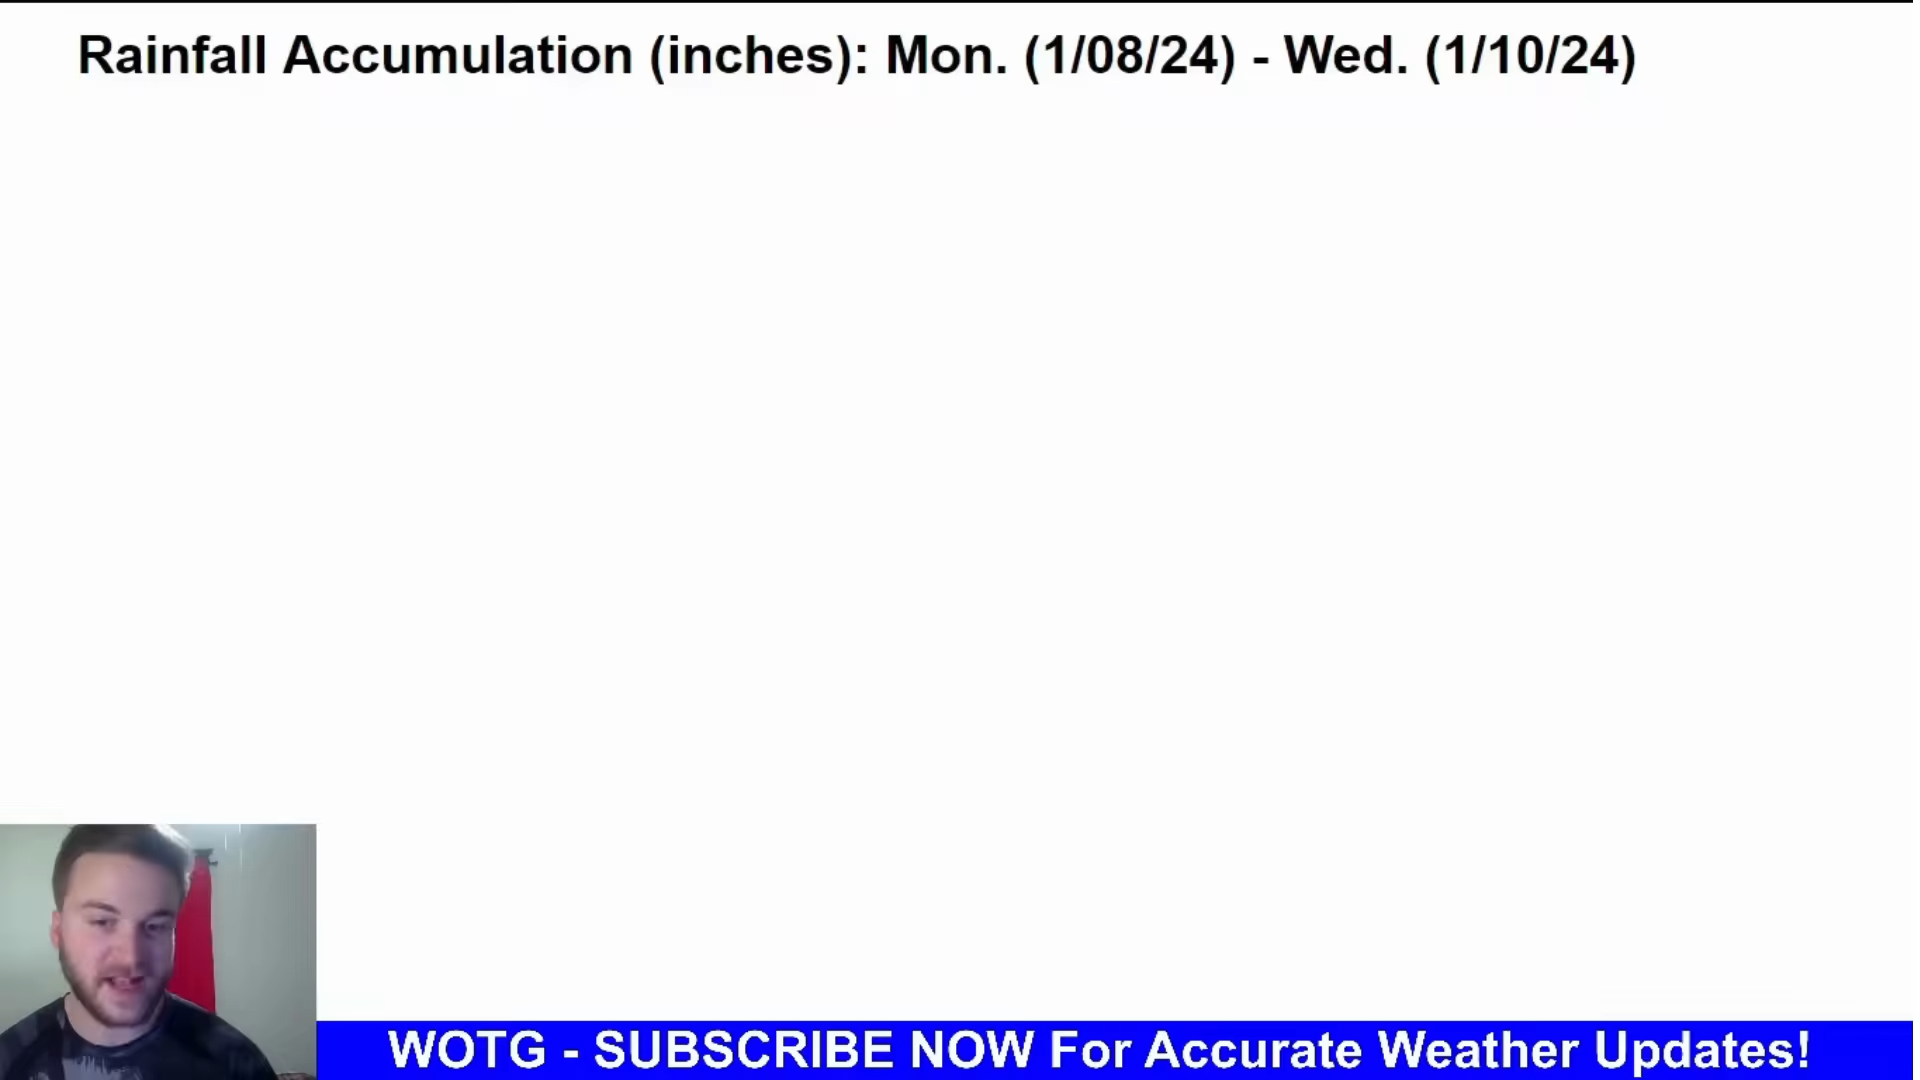 Rainfall Accumulation (inches): Mon. (1/08/24) - Wed. (1/10/24)
WOTG - SUBSCRIBE NOW For Accurate Weather Updates!